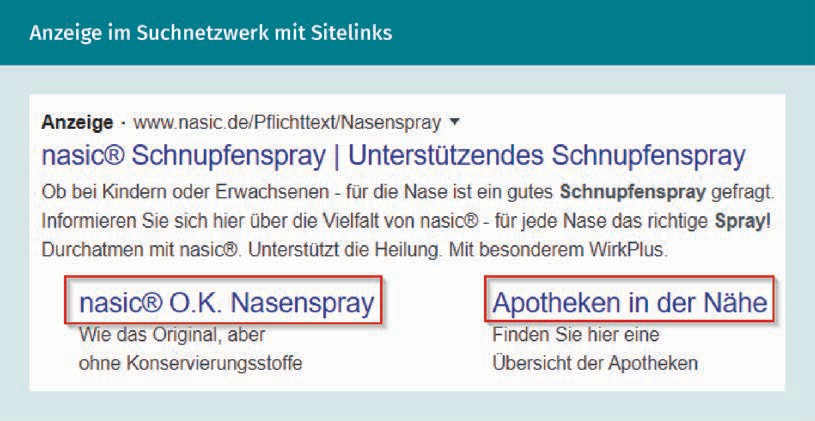 Anzeige im Suchnetzwerk mit Sitelinks
Anzeige · www.nasic.de/Pflichttext/Nasenspray ▼
nasic® Schnupfenspray | Unterstützendes Schnupfenspray
Ob bei Kindern oder Erwachsenen - für die Nase ist ein gutes Schnupfenspray gefragt.
Informieren Sie sich hier über die Vielfalt von nasic® - für jede Nase das richtige Spray!
Durchatmen mit nasic®. Unterstützt die Heilung. Mit besonderem WirkPlus.
nasic® O.K. Nasenspray
Wie das Original, aber
ohne Konservierungsstoffe
Apotheken in der Nähe
Finden Sie hier eine
Übersicht der Apotheken